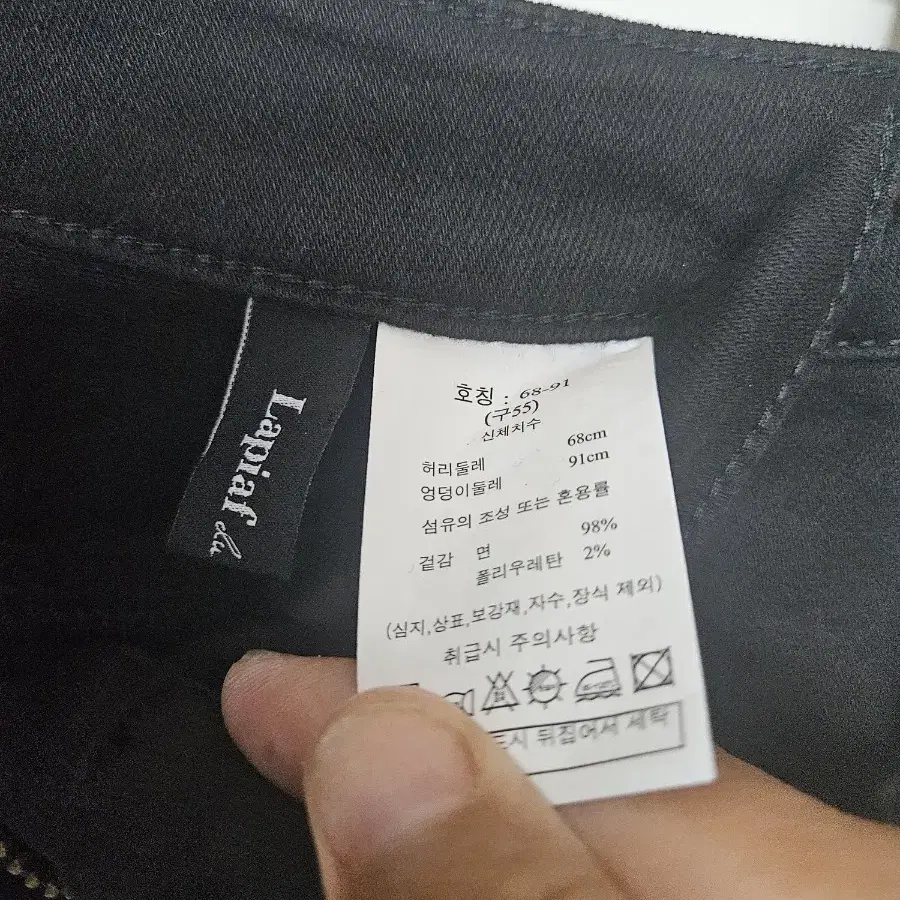 Lapiaf elu
호칭 : 68-91
(구55)
신체치수
허리둘레 68cm
엉덩이둘레 91cm
섬유의 조성 또는 혼용률
겉감 면 98%
폴리우레탄 2%
(심지,상표,보강재,자수,장식 제외)
취급시 주의사항
뒤집어서 세탁